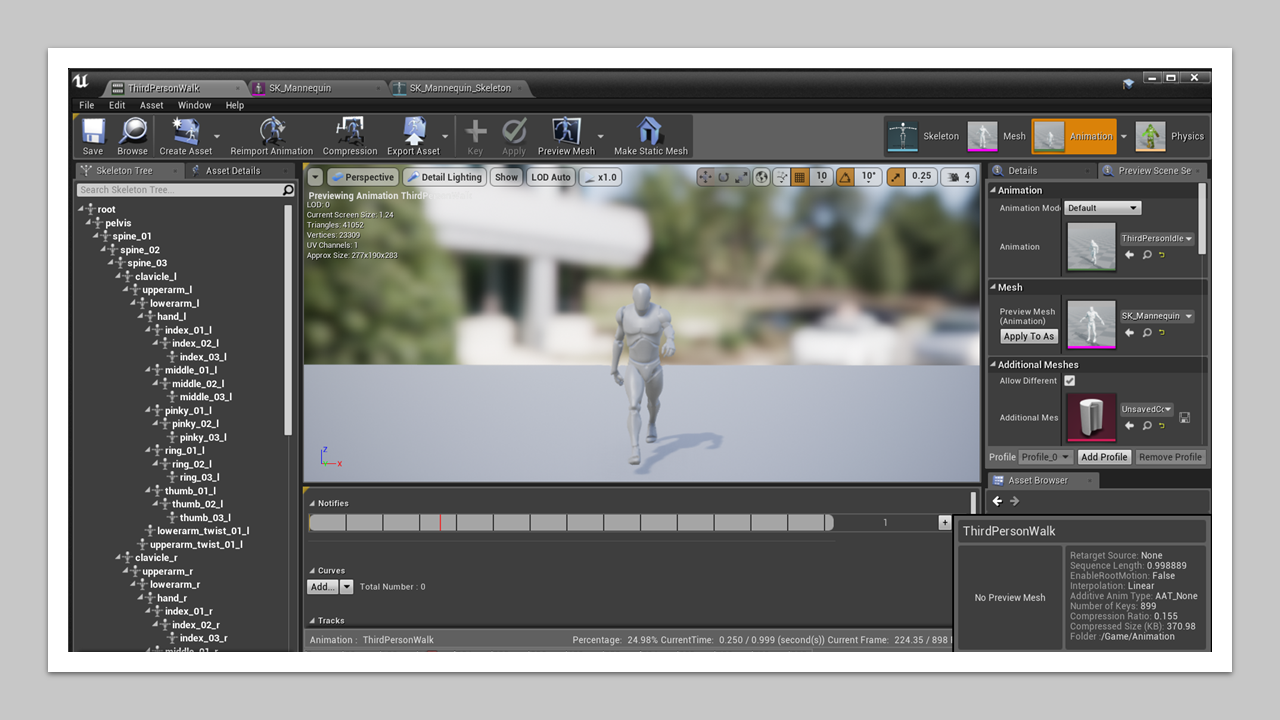 ThirdPersonWalk
SK_Mannequin
SK_Mannequin_Skeleton
File Edit Asset Window Help
Save
Browse
Create Asset
Reimport Animation
Compression
Export Asset
Key
Apply
Preview Mesh
Make Static Mesh
Skeleton
Mesh
Animation
Physics
Skeleton Tree
Asset Details
Search Skeleton Tree...
root
pelvis
spine_01
spine_02
spine_03
clavicle_l
upperarm_l
lowerarm_l
hand_l
index_01_l
index_02_l
index_03_l
middle_01_l
middle_02_l
middle_03_l
pinky_01_l
pinky_02_l
pinky_03_l
ring_01_l
ring_02_l
ring_03_l
thumb_01_l
thumb_02_l
thumb_03_l
lowerarm_twist_01_l
upperarm_twist_01_l
clavicle_r
upperarm_r
lowerarm_r
hand_r
index_01_r
index_02_r
index_03_r
middle_01_r
Perspective
Detail Lighting
Show
LOD Auto
x1.0
10
10°
0.25
4
Previewing Animation ThirdPersonWalk
LOD: 0
Current Screen Size: 1.24
Triangles: 41052
Vertices: 23309
UV Channels: 1
Approx Size: 277x190x283
Z
X
Notifies
1
+
Curves
Add...
Total Number : 0
Tracks
Animation : ThirdPersonWalk
Percentage: 24.98% CurrentTime: 0.250 / 0.999 (second(s)) Current Frame: 224.35 / 898
Details
Preview Scene Se
Animation
Animation Mod
Default
Animation
ThirdPersonIdle
Mesh
Preview Mesh
(Animation)
Apply To As
SK_Mannequin
Additional Meshes
Allow Different
Additional Mes
UnsavedCo
Profile
Profile_0
Add Profile
Remove Profile
Asset Browser
ThirdPersonWalk
No Preview Mesh
Retarget Source: None
Sequence Length: 0.998889
EnableRootMotion: False
Interpolation: Linear
Additive Anim Type: AAT_None
Number of Keys: 899
Compression Ratio: 0.155
Compressed Size (KB): 370.98
Folder :/Game/Animation